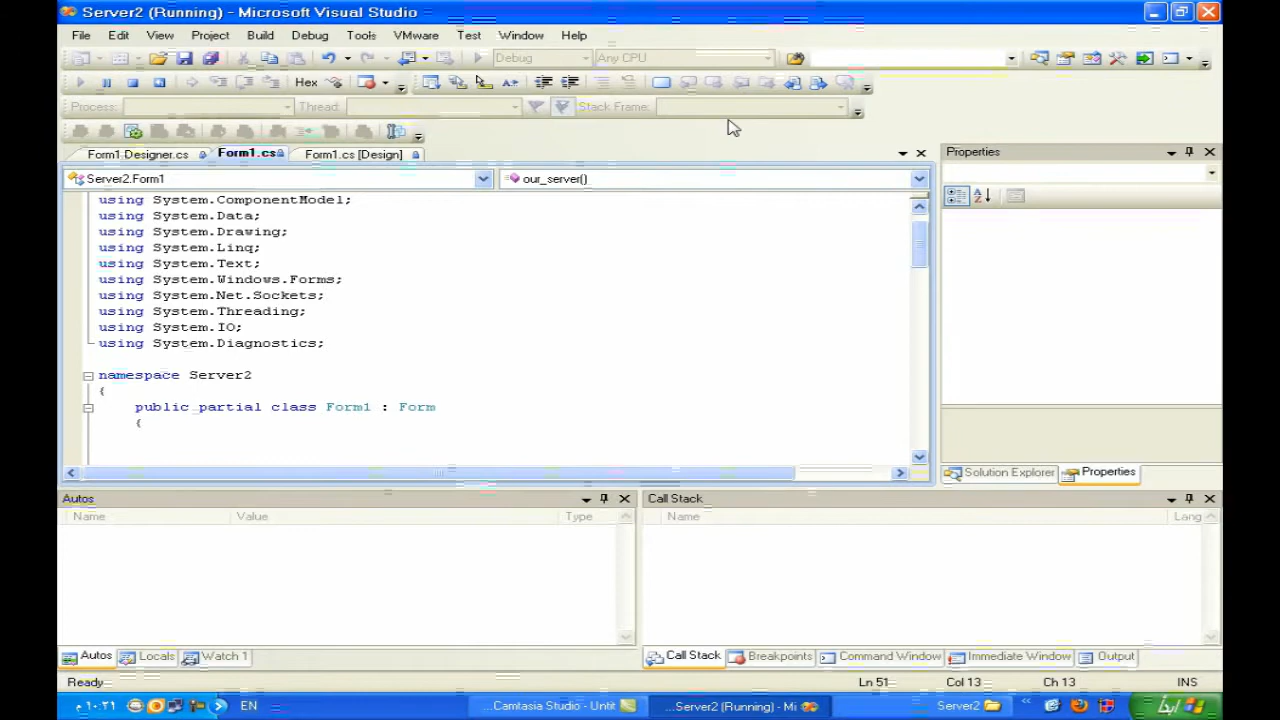 Server2 (Running) - Microsoft Visual Studio
File Edit View Project Build Debug Tools VMware Test Window Help
Debug Any CPU
Hex
Process: Thread: Stack Frame:
Form1.Designer.cs Form1.cs Form1.cs [Design]
Properties
Server2.Form1 our_server()
using System.ComponentModel;
using System.Data;
using System.Drawing;
using System.Linq;
using System.Text;
using System.Windows.Forms;
using System.Net.Sockets;
using System.Threading;
using System.IO;
using System.Diagnostics;
namespace Server2
{
public partial class Form1 : Form
{
Solution Explorer Properties
Autos
Name Value Type
Call Stack
Name Lang
Autos Locals Watch 1
Call Stack Breakpoints Command Window Immediate Window Output
Ready Ln 51 Col 13 Ch 13 INS
١٠:٢١ م EN ...Camtasia Studio - Untit ...Server2 (Running) - Mi Server2 ابدأ